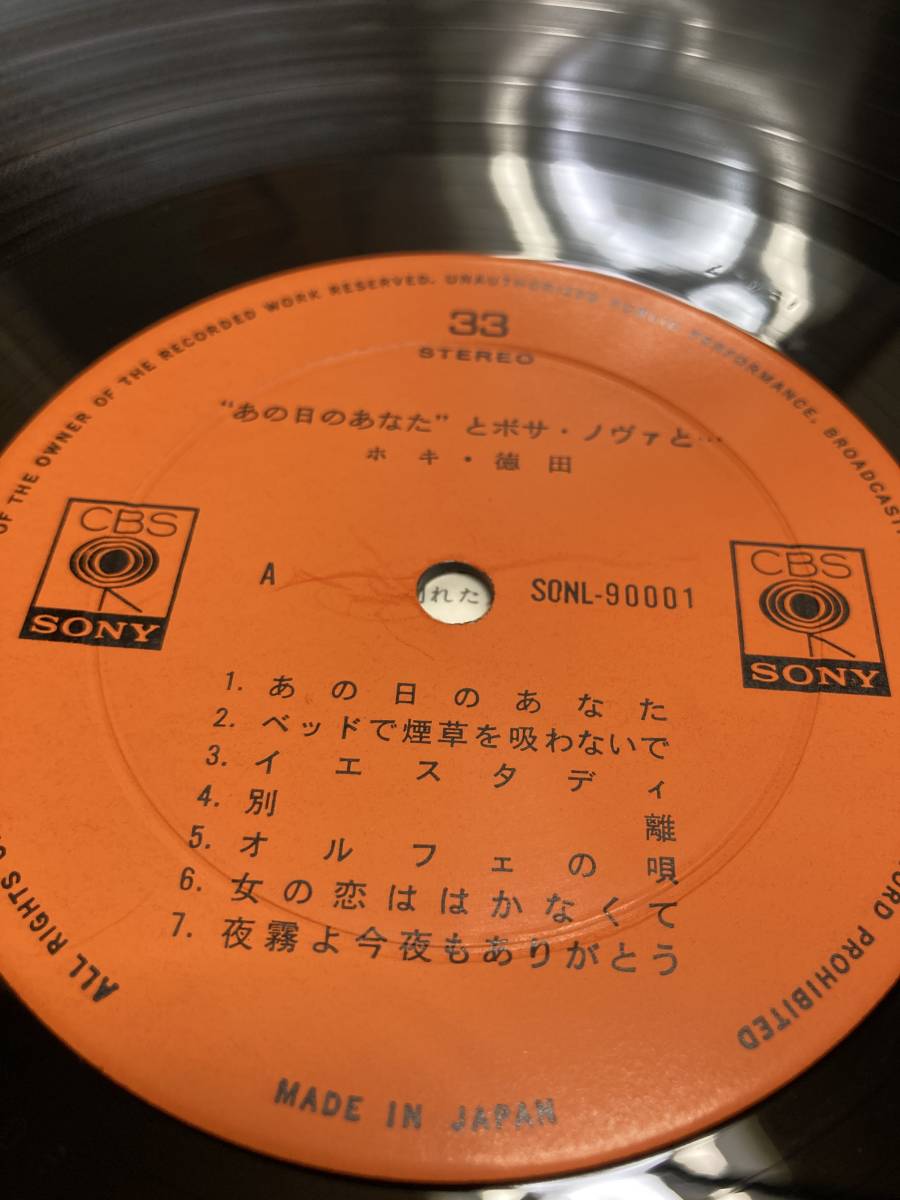 OF THE OWNER OF THE RECORDED WORK RESERVED. UNAUTHORIZED PUBLIC PERFORMANCE, BROADCASTI
33
STEREO
“あの日のあなた”とボサ・ノヴァと…
ホキ・徳田
CBS
SONY
A
れた
SONL-90001
CBS
SONY
1. あの日のあなた
2. ベッドで煙草を吸わないで
3. イエスタディ
4. 別離
5. オルフェの唄
6. 女の恋ははかなくて
7. 夜霧よ今夜もありがとう
ALL RIGHTS O
CORD PROHIBITED
MADE IN JAPAN